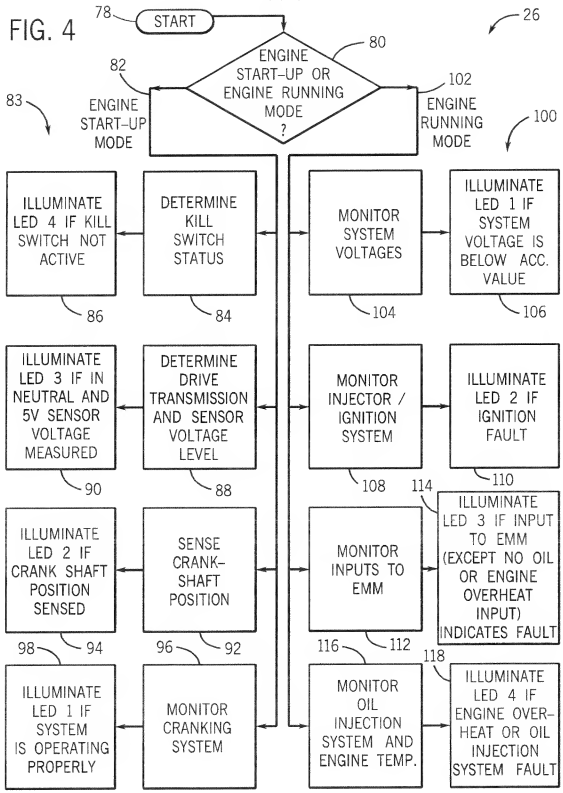 FIG. 4
78
START
80
26
82
ENGINE
START-UP OR
ENGINE RUNNING
MODE
?
102
83
ENGINE
START-UP
MODE
ENGINE
RUNNING
MODE
100
ILLUMINATE
LED 4 IF KILL
SWITCH NOT
ACTIVE
86
DETERMINE
KILL
SWITCH
STATUS
84
MONITOR
SYSTEM
VOLTAGES
104
ILLUMINATE
LED 1 IF
SYSTEM
VOLTAGE IS
BELOW ACC.
VALUE
106
ILLUMINATE
LED 3 IF IN
NEUTRAL AND
5V SENSOR
VOLTAGE
MEASURED
90
DETERMINE DRIVE
TRANSMISSION
AND SENSOR
VOLTAGE
LEVEL
88
MONITOR
INJECTOR /
IGNITION
SYSTEM
108
ILLUMINATE
LED 2 IF
IGNITION
FAULT
110
ILLUMINATE
LED 2 IF
CRANK SHAFT
POSITION
SENSED
94
SENSE
CRANK-
SHAFT
POSITION
92
MONITOR
INPUTS TO
EMM
112
114
ILLUMINATE
LED 3 IF INPUT
TO EMM
(EXCEPT NO OIL
OR ENGINE
OVERHEAT
INPUT)
INDICATES FAULT
98
ILLUMINATE
LED 1 IF
SYSTEM
IS OPERATING
PROPERLY
96
MONITOR
CRANKING
SYSTEM
116
MONITOR
OIL
INJECTION
SYSTEM AND
ENGINE TEMP.
118
ILLUMINATE
LED 4 IF
ENGINE OVER-
HEAT OR OIL
INJECTION
SYSTEM FAULT